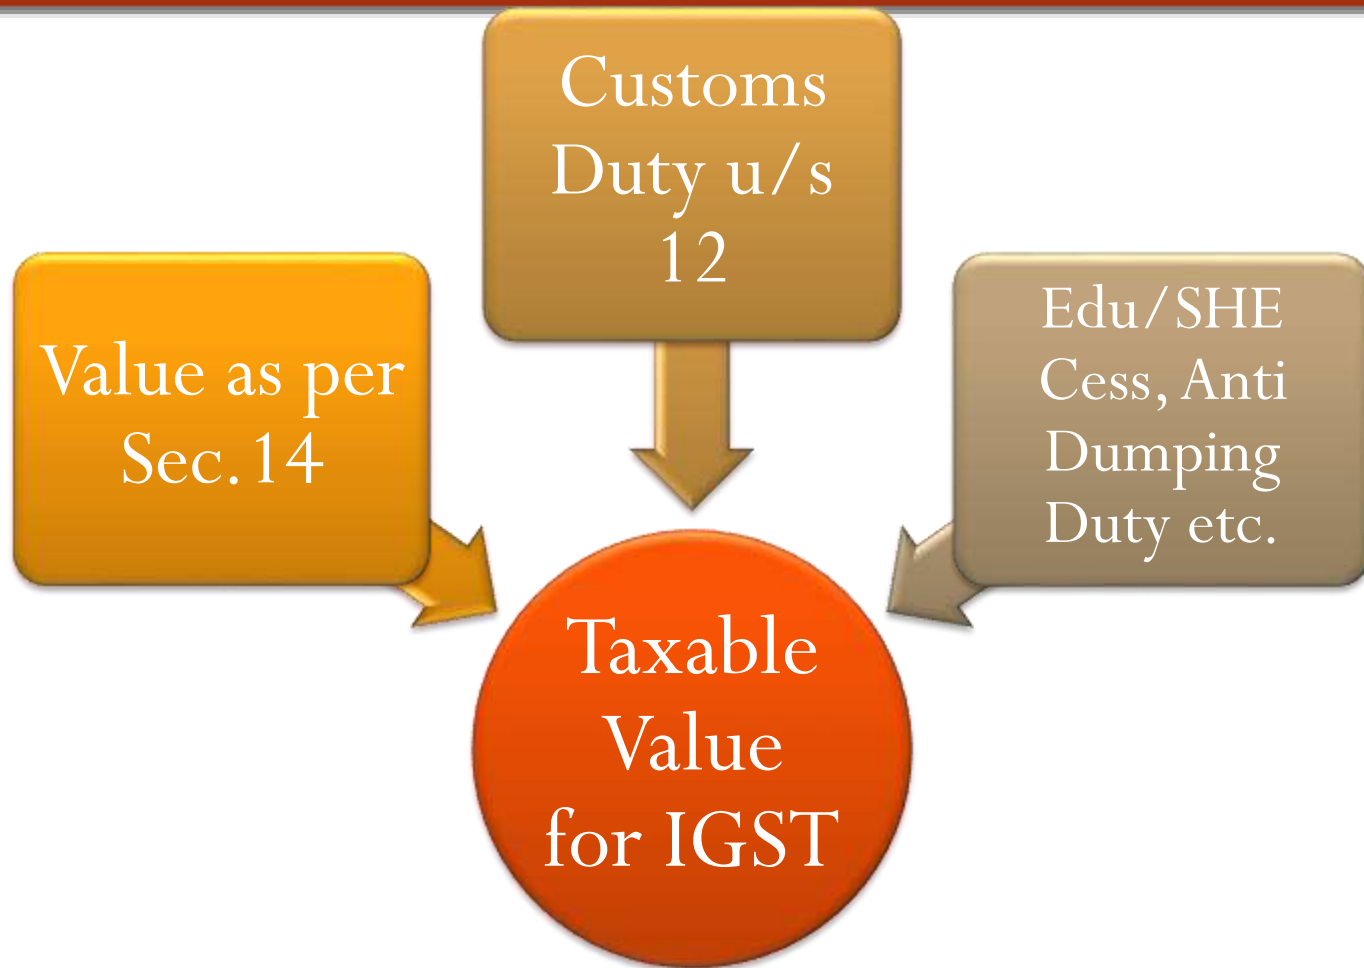 Customs
Duty u/s
12
Value as per
Sec.14
Edu/SHE
Cess, Anti
Dumping
Duty etc.
Taxable
Value
for IGST